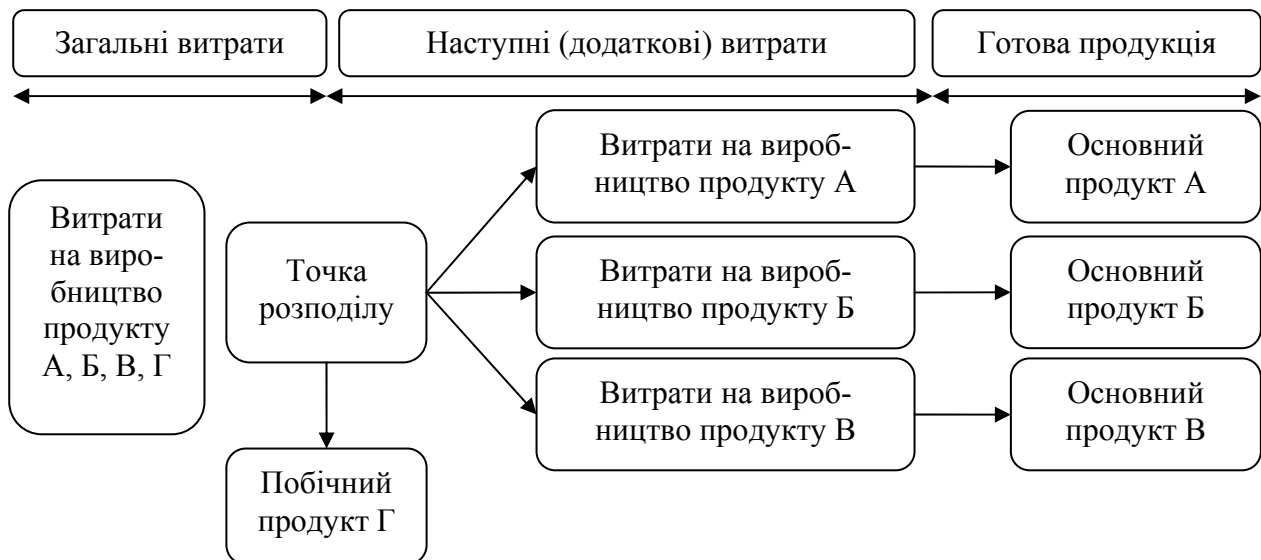 Загальні витрати
Наступні (додаткові) витрати
Готова продукція
Витрати
на виро-
бництво
продукту
А, Б, В, Г
Точка
розподілу
Побічний
продукт Г
Витрати на вироб-
ництво продукту А
Основний
продукт А
Витрати на вироб-
ництво продукту Б
Основний
продукт Б
Витрати на вироб-
ництво продукту В
Основний
продукт В